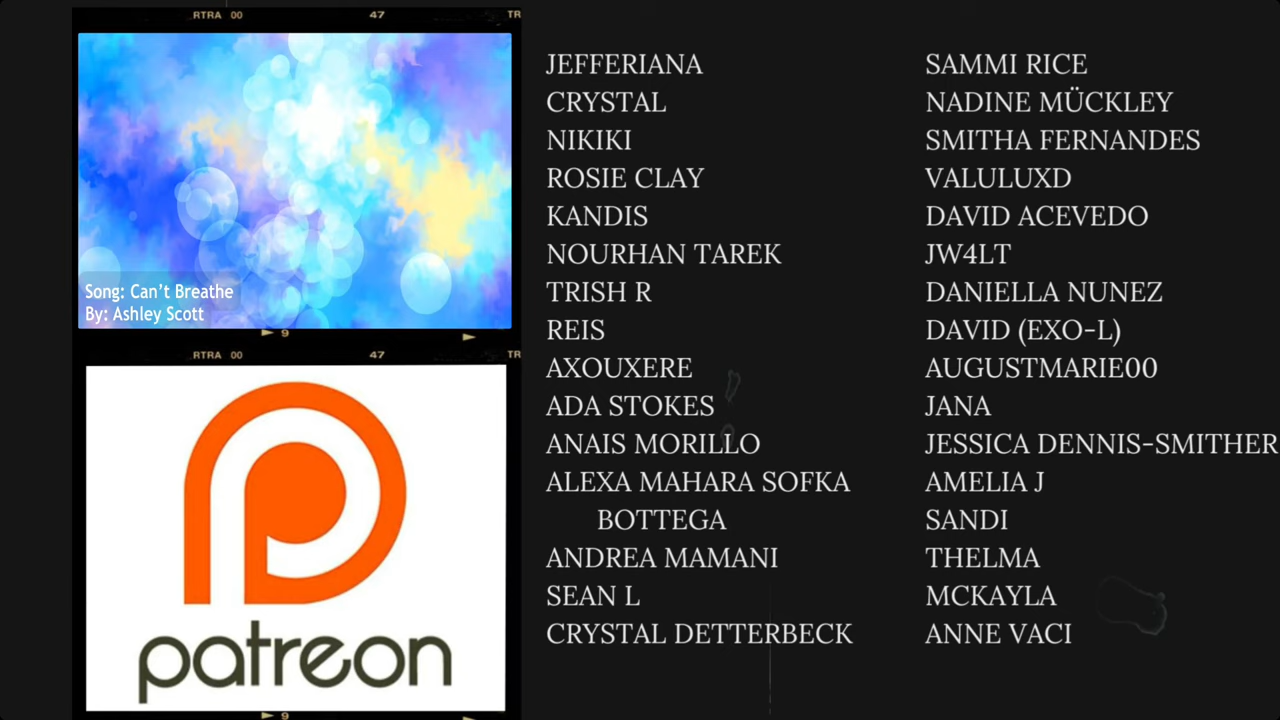 RTRA 00
47
TR
Song: Can't Breathe
By: Ashley Scott
9
RTRA 00
47
TR
patreon
9
JEFFERIANA
CRYSTAL
NIKIKI
ROSIE CLAY
KANDIS
NOURHAN TAREK
TRISH R
REIS
AXOUXERE
ADA STOKES
ANAIS MORILLO
ALEXA MAHARA SOFKA
BOTTEGA
ANDREA MAMANI
SEAN L
CRYSTAL DETTERBECK
SAMMI RICE
NADINE MÜCKLEY
SMITHA FERNANDES
VALULUXD
DAVID ACEVEDO
JW4LT
DANIELLA NUNEZ
DAVID (EXO-L)
AUGUSTMARIE00
JANA
JESSICA DENNIS-SMITHER
AMELIA J
SANDI
THELMA
MCKAYLA
ANNE VACI